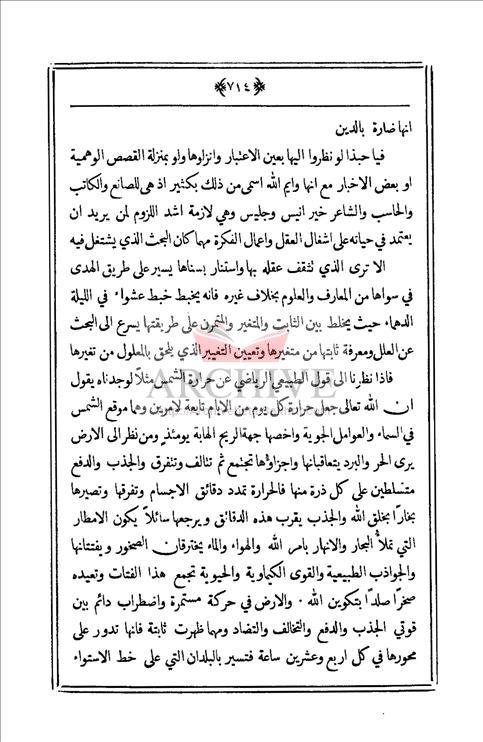 ﴿٧١٤﴾
انها ضارة بالدين
فيا حبذا لو نظروا اليها بعين الاعتبار وانزلوها ولو بمنزلة القصص الوهمية
او بعض الاخبار مع انها وايم الله اسمى من ذلك بكثير اذ هي للصانع والكاتب
والحاسب والشاعر خير انيس وجليس وهي لازمة اشد اللزوم لمن يريد ان
يعتمد في حياته على اشغال العقل واعمال الفكرة مهما كان البحث الذي يشتغل فيه
الا ترى الذي تثقف عقله بها واستنار بسناها يسير على طريق الهدى
في سواها من المعارف والعلوم بخلاف غيره فانه يخبط خبط عشواء في الليلة
الدهماء حيث يخلط بين الثابت والمتغير والمتمرن على طريقتها يسرع الى البحث
عن العلل ومعرفة ثابتها من متغيرها وتعيين التغيير الذي يلحق بالمعلول من تغيرها
فاذا نظرنا الى قول الطبيعي الرياضي عن حرارة الشمس مثلاً لوجدناه يقول
ان الله تعالى جعل حرارة كل يوم من الايام تابعة لامرين وهما موقع الشمس
في السماء والعوامل الجوية واخصها جهة الريح الهابة يومئذ ومن نظر الى الارض
يرى الحر والبرد يتعاقبانها واجزاؤها تجتمع ثم تتالف وتتفرق والجذب والدفع
متسلطين على كل ذرة منها فالحرارة تمدد دقائق الاجسام وتفرقها وتصيرها
بخارًا بخلق الله والجذب يقرب هذه الدقائق ويرجعها سائلاً يكون الامطار
التي تملأ البحار والانهار بامر الله والهواء والماء يخترقان الصخور ويفتتانها
والجواذب الطبيعية والقوى الكيماوية والحيوية تجمع هذا الفتات وتعيده
صخرًا صلدًا بتكوين الله ٠ والارض في حركة مستمرة واضطراب دائم بين
قوتي الجذب والدفع والتخالف والتضاد ومهما ظهرت ثابتة فانها تدور على
محورها في كل اربع وعشرين ساعة فتسير بالبلدان التي على خط الاستواء
ARCHIVE